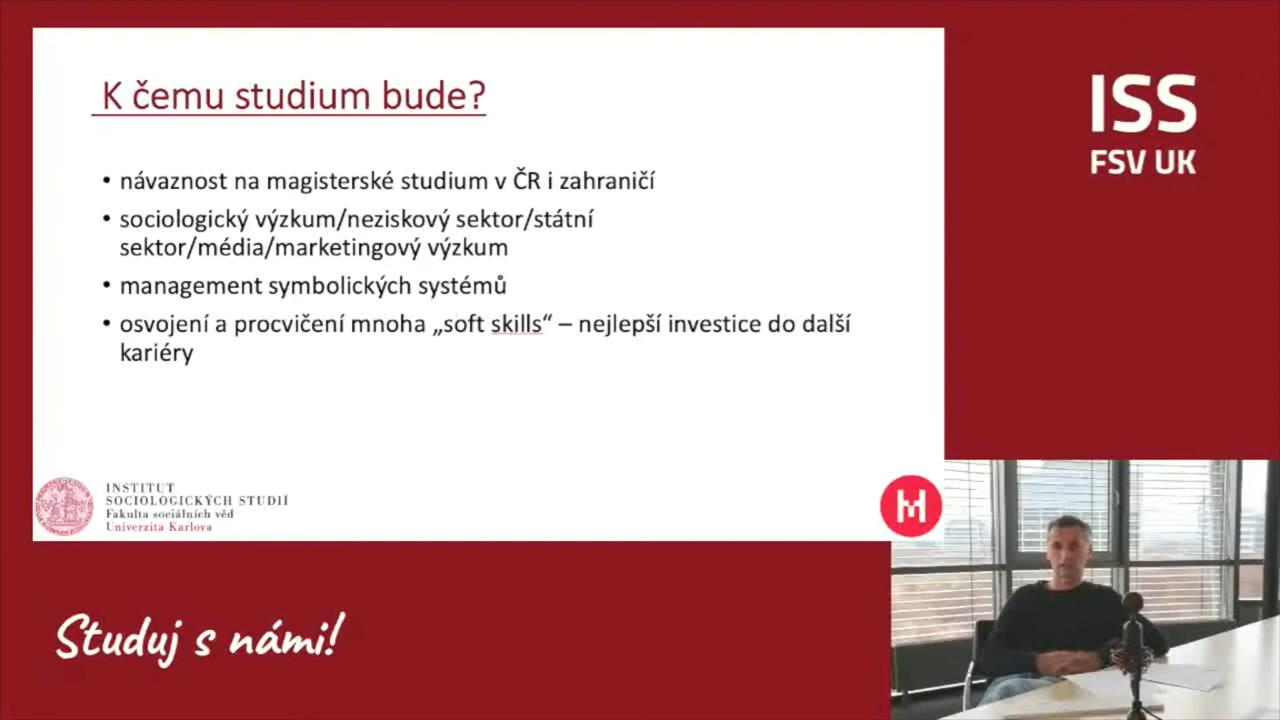 K čemu studium bude?
• návaznost na magisterské studium v ČR i zahraničí
• sociologický výzkum/neziskový sektor/státní
sektor/média/marketingový výzkum
• management symbolických systémů
• osvojení a procvičení mnoha „soft skills“ – nejlepší investice do další
kariéry
INSTITUT
SOCIOLOGICKÝCH STUDIÍ
Fakulta sociálních věd
Univerzita Karlova
H
ISS
FSV UK
Studuj s námi!